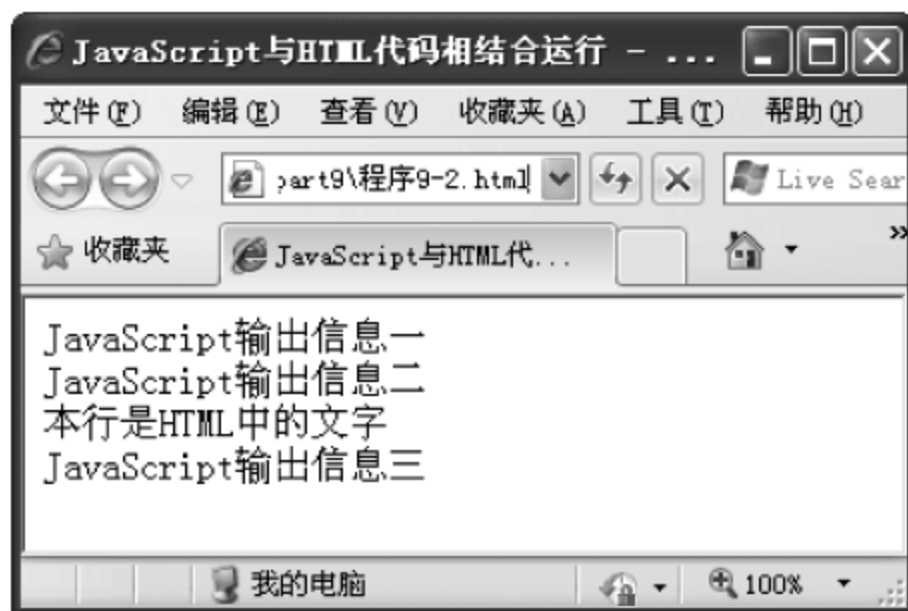 JavaScript与HTML代码相结合运行 - ...
文件(F) 编辑(E) 查看(V) 收藏夹(A) 工具(T) 帮助(H)
part9\程序9-2.html Live Sear
收藏夹 JavaScript与HTML代... »
JavaScript输出信息一
JavaScript输出信息二
本行是HTML中的文字
JavaScript输出信息三
我的电脑 100%